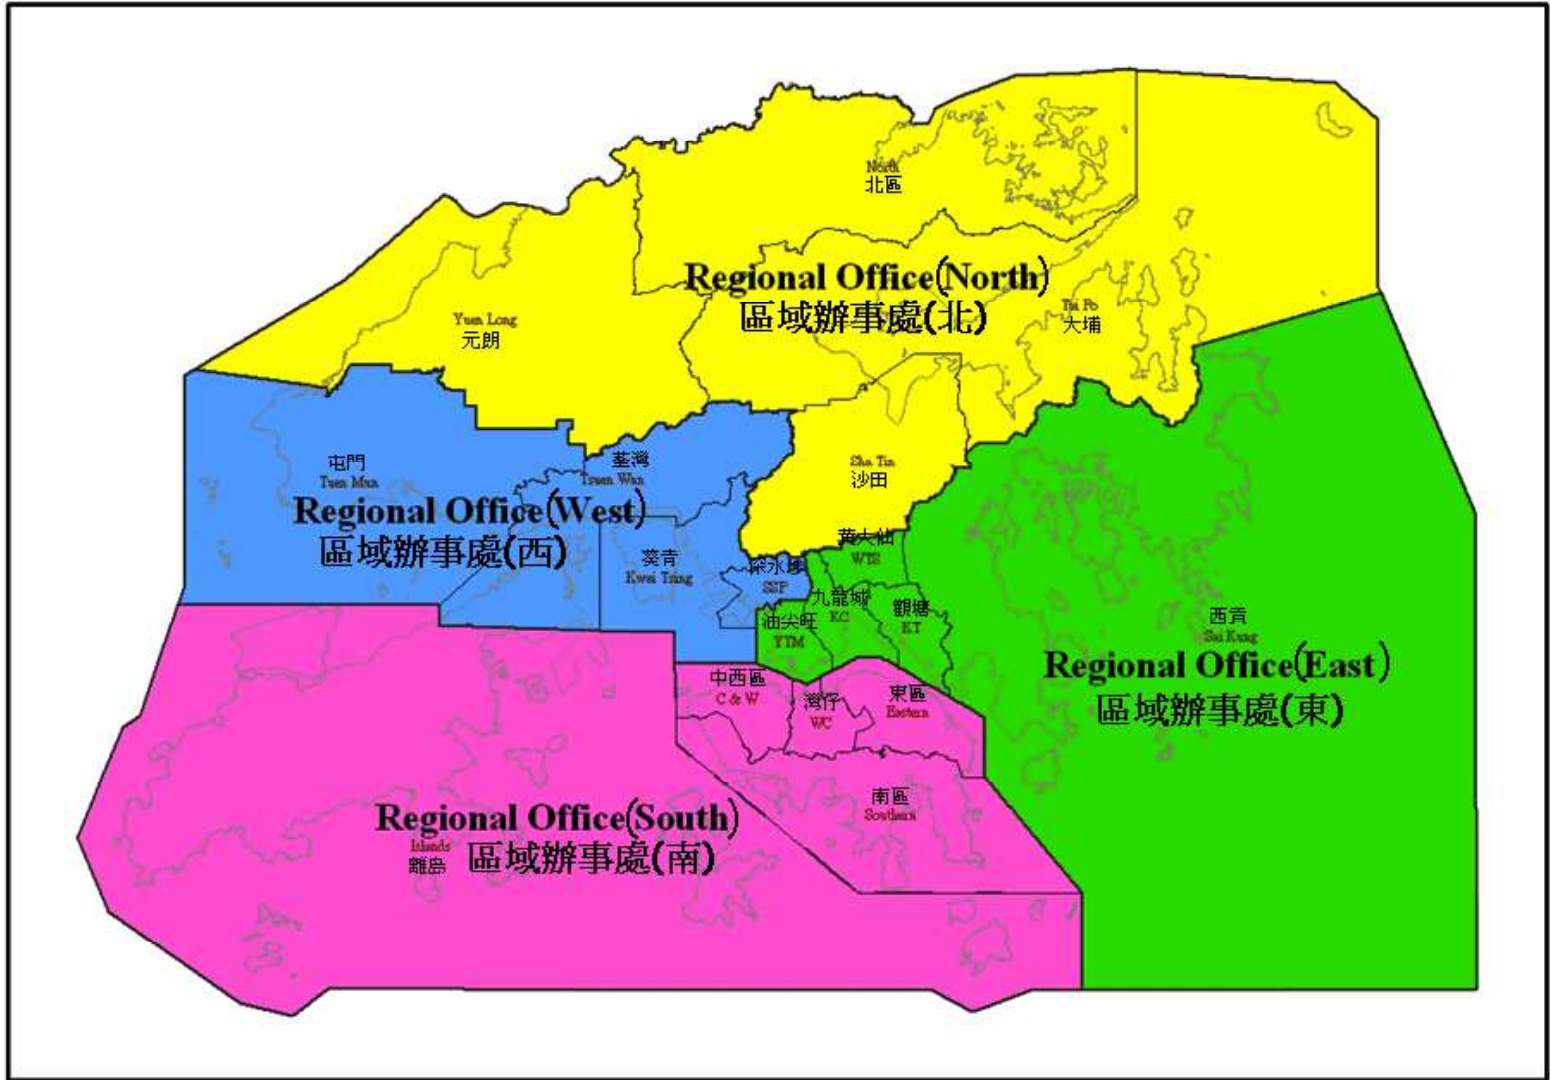 North
北區
Regional Office(North)
區域辦事處(北)
Tai Po
大埔
Yuen Long
元朗
Sha Tin
沙田
屯門
Tuen Mun
荃灣
Tsuen Wan
Regional Office(West)
區域辦事處(西)
葵青
Kwai Tsing
深水埗
SSP
黃大仙
WTS
九龍城
KC
觀塘
KT
油尖旺
YTM
西貢
Sai Kung
Regional Office(East)
區域辦事處(東)
中西區
C & W
灣仔
WC
東區
Eastern
南區
Southern
Regional Office(South)
區域辦事處(南)
Islands
離島